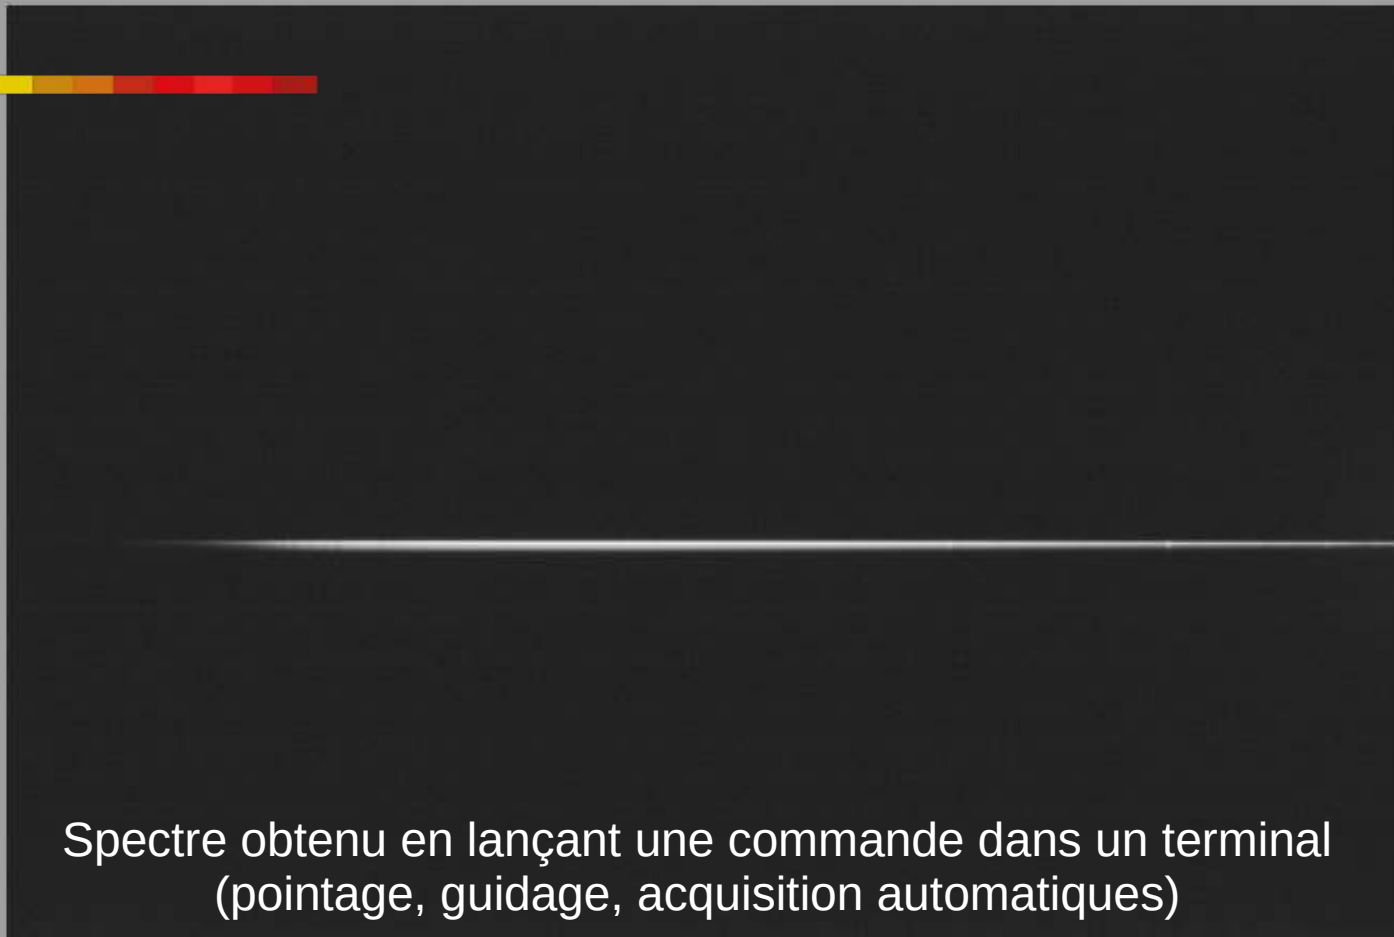 Spectre obtenu en lançant une commande dans un terminal
(pointage, guidage, acquisition automatiques)